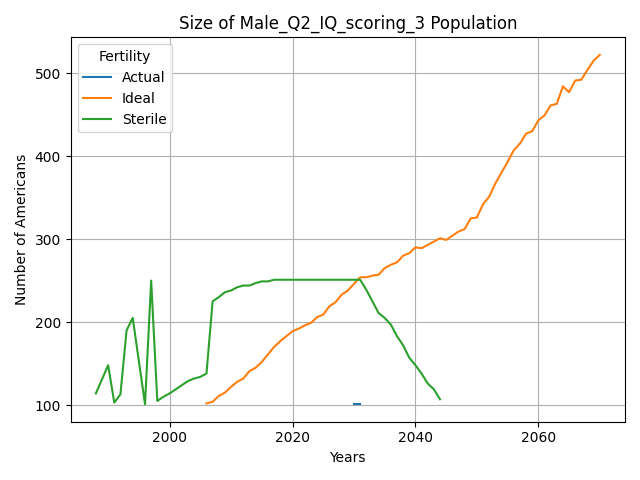 Size of Male_Q2_IQ_scoring_3 Population
Fertility
Actual
Ideal
Sterile
Number of Americans
500
400
300
200
100
2000 2020 2040 2060
Years